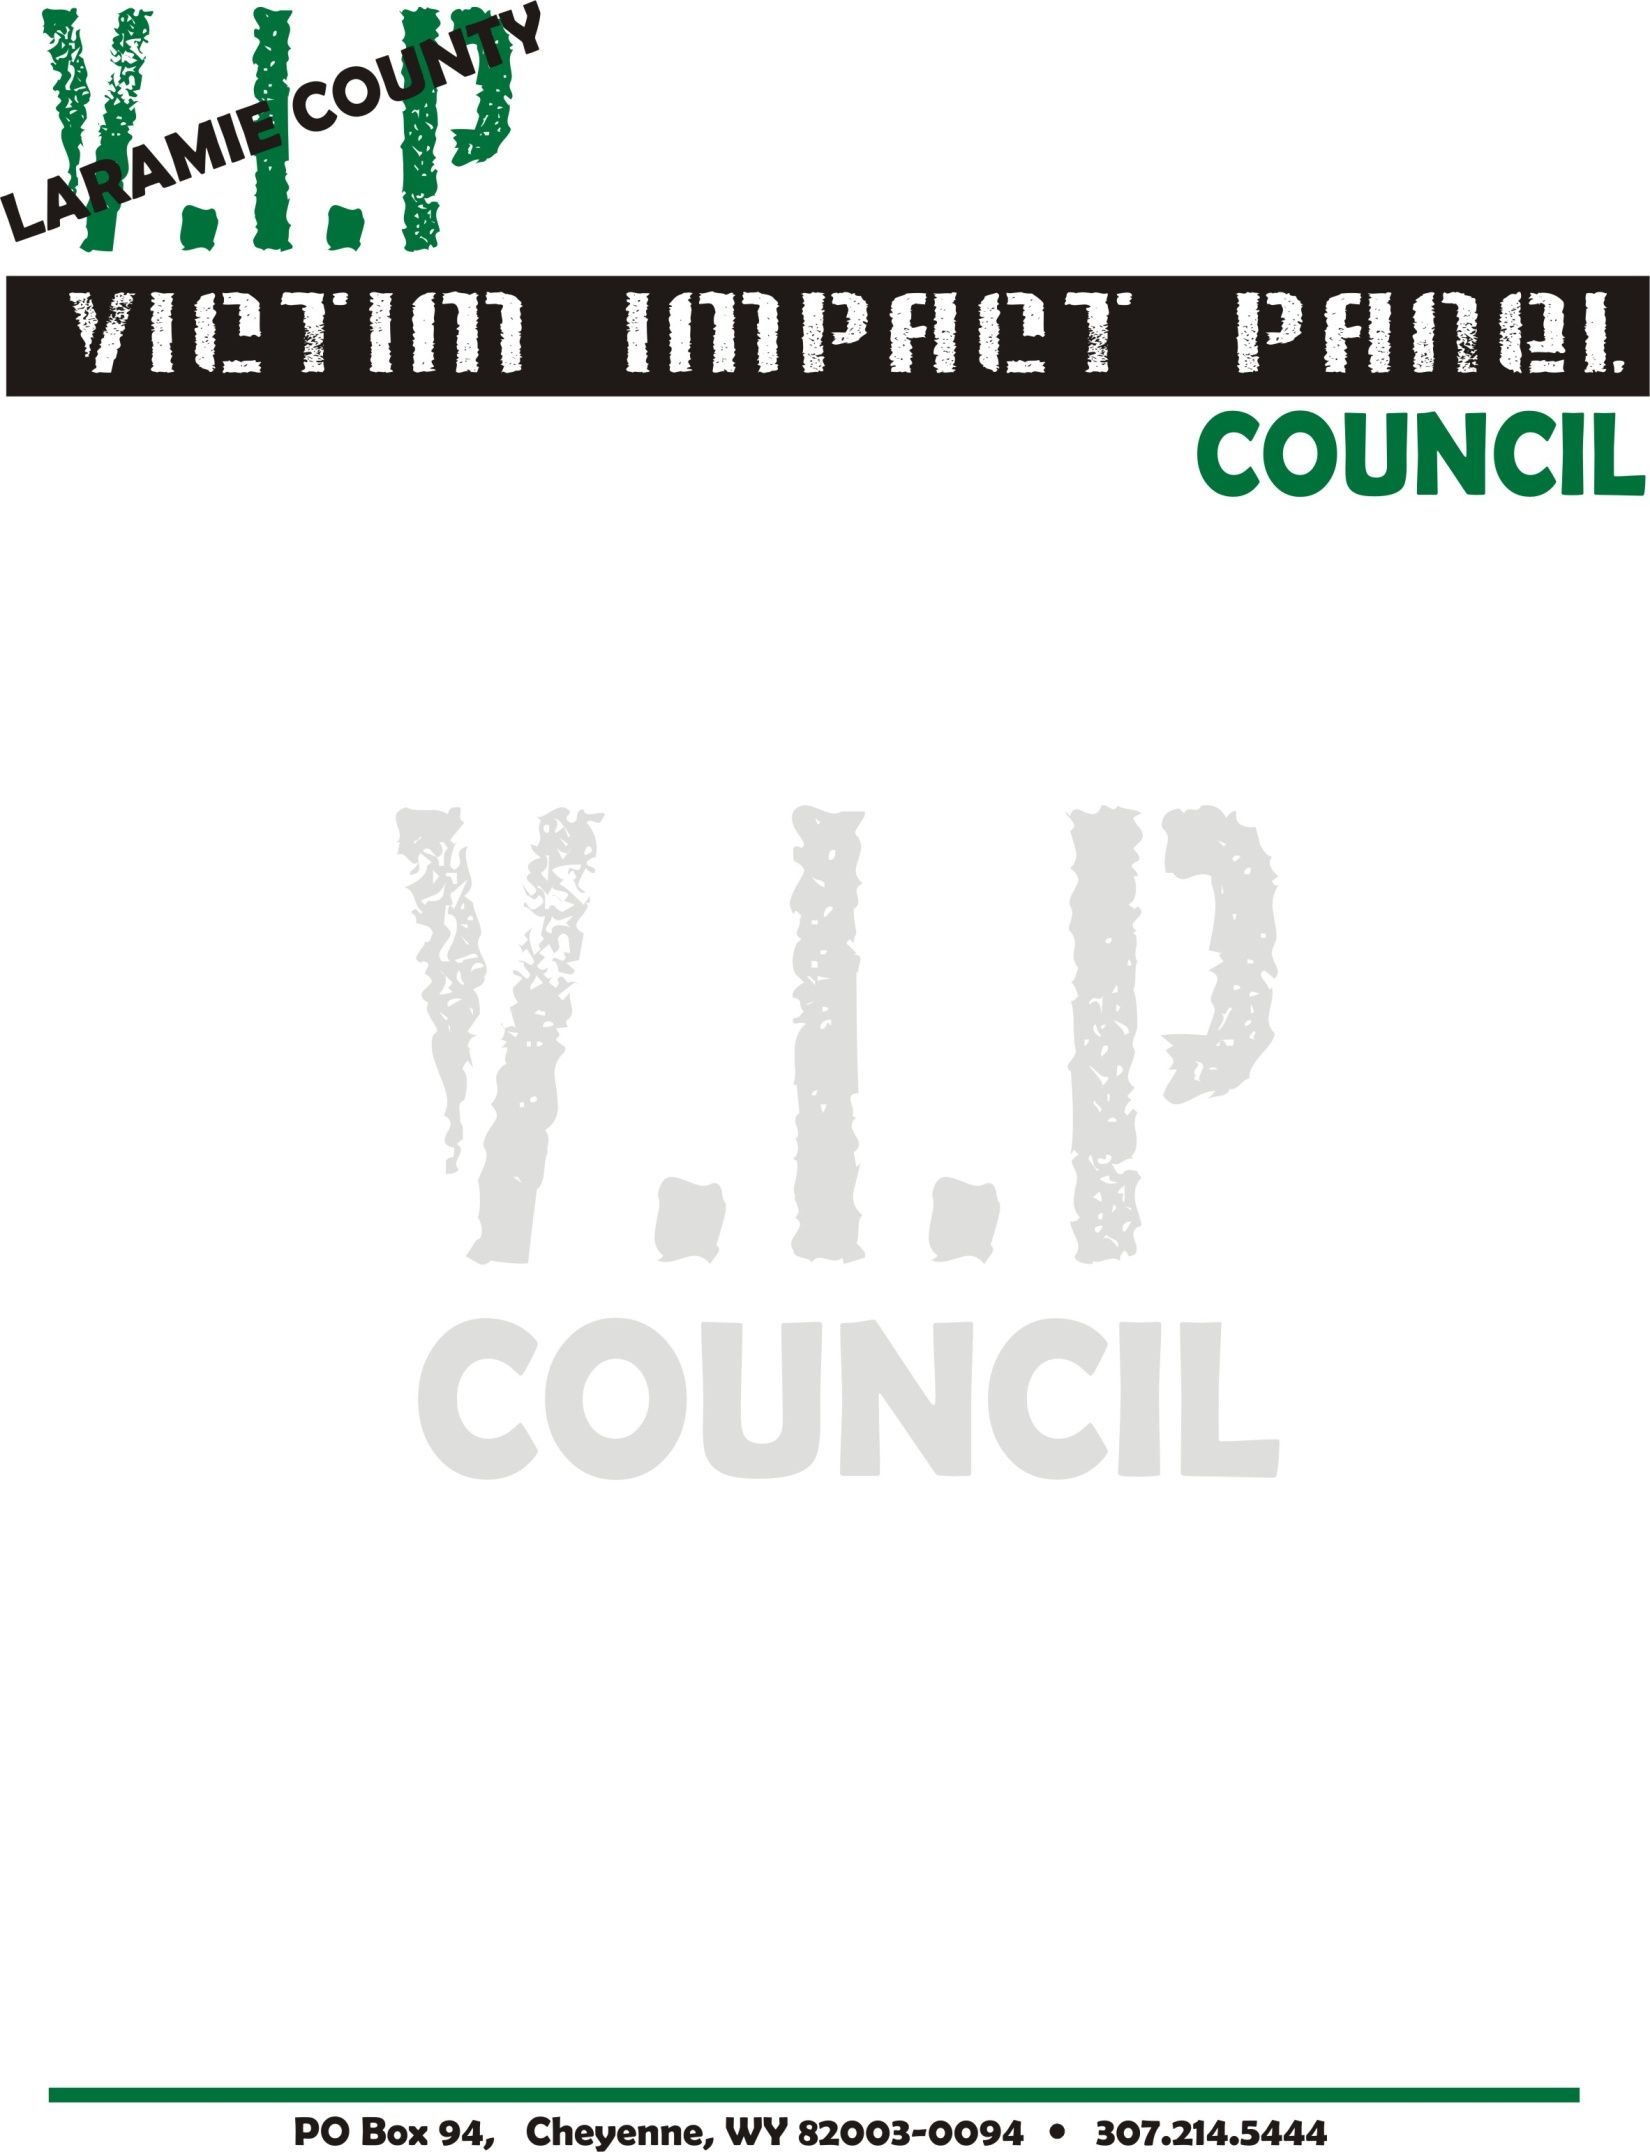 V.I.P
LARAMIE COUNTY
VICTIM IMPACT PANEL
COUNCIL
V.I.P
COUNCIL
PO Box 94, Cheyenne, WY 82003-0094 • 307.214.5444